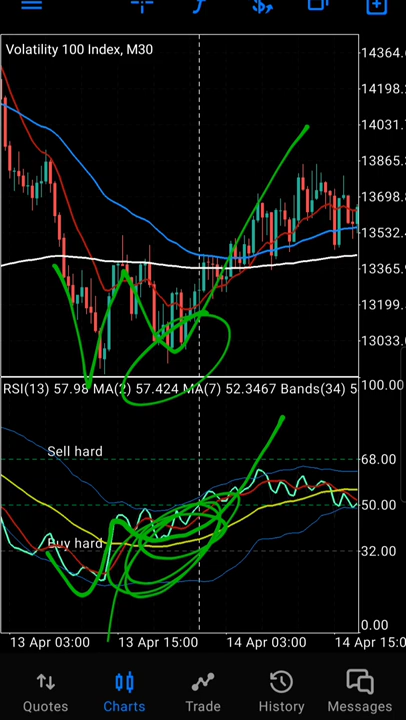 Volatility 100 Index, M30
14364.
14198.
14031.
13865.
13698.
13532.
13365.
13199.
13033.
RSI(13) 57.98 MA(2) 57.424 MA(7) 52.3467 Bands(34) 5
100.00
Sell hard
68.00
50.00
Buy hard
32.00
0.00
13 Apr 03:00 13 Apr 15:00 14 Apr 03:00 14 Apr 15:0
Quotes Charts Trade History Messages